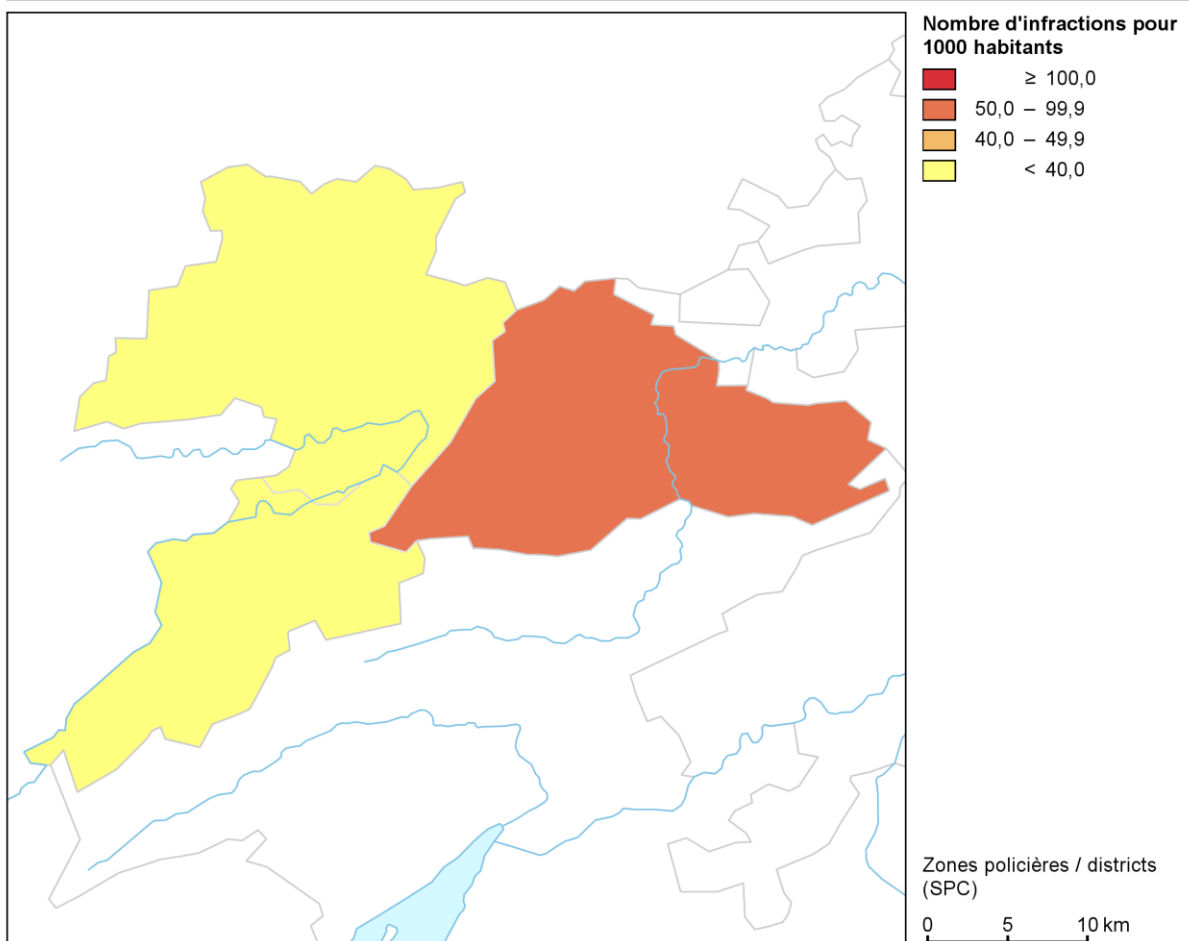 Nombre d'infractions pour
1000 habitants
≥ 100,0
50,0 – 99,9
40,0 – 49,9
< 40,0
Zones policières / districts
(SPC)
0 5 10 km